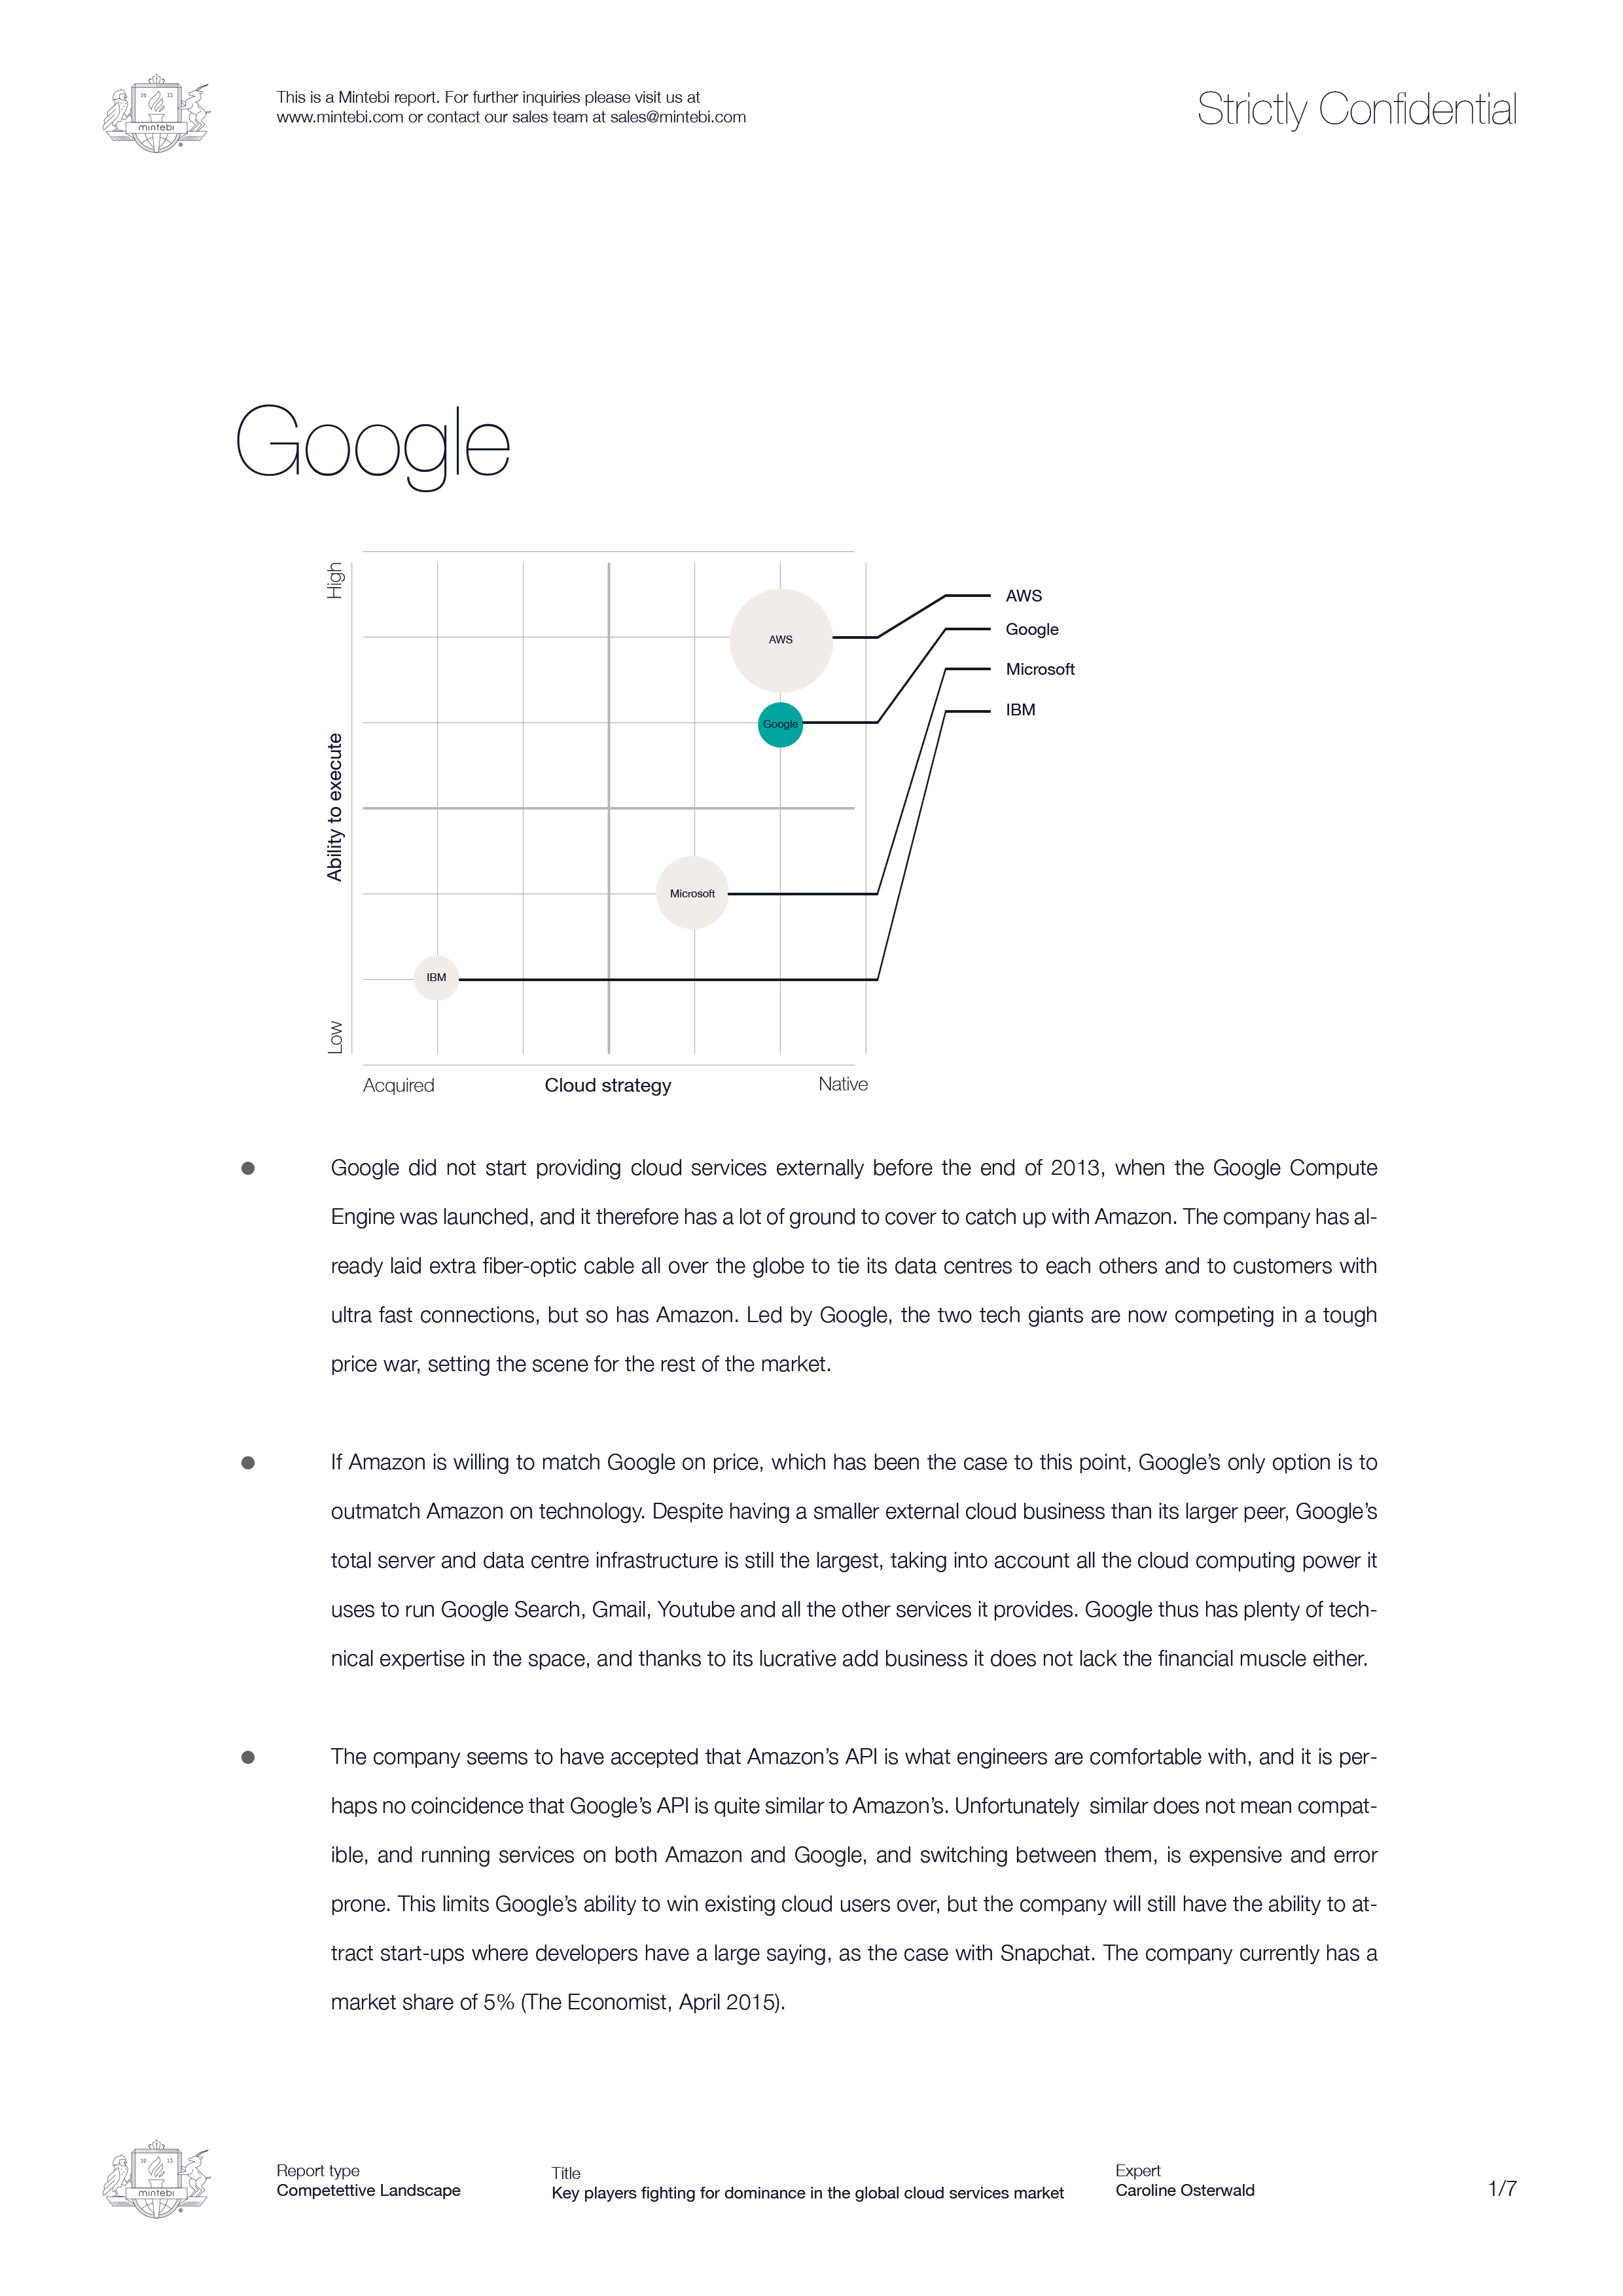 20 15
mintebi
This is a Mintebi report. For further inquiries please visit us at
www.mintebi.com or contact our sales team at sales@mintebi.com
Strictly Confidential
Google
High
Ability to execute
Low
AWS
Google
Microsoft
IBM
AWS
Google
Microsoft
IBM
Acquired
Cloud strategy
Native
Google did not start providing cloud services externally before the end of 2013, when the Google Compute
Engine was launched, and it therefore has a lot of ground to cover to catch up with Amazon. The company has al-
ready laid extra fiber-optic cable all over the globe to tie its data centres to each others and to customers with
ultra fast connections, but so has Amazon. Led by Google, the two tech giants are now competing in a tough
price war, setting the scene for the rest of the market.
If Amazon is willing to match Google on price, which has been the case to this point, Google's only option is to
outmatch Amazon on technology. Despite having a smaller external cloud business than its larger peer, Google's
total server and data centre infrastructure is still the largest, taking into account all the cloud computing power it
uses to run Google Search, Gmail, Youtube and all the other services it provides. Google thus has plenty of tech-
nical expertise in the space, and thanks to its lucrative add business it does not lack the financial muscle either.
The company seems to have accepted that Amazon's API is what engineers are comfortable with, and it is per-
haps no coincidence that Google's API is quite similar to Amazon's. Unfortunately  similar does not mean compat-
ible, and running services on both Amazon and Google, and switching between them, is expensive and error
prone. This limits Google's ability to win existing cloud users over, but the company will still have the ability to at-
tract start-ups where developers have a large saying, as the case with Snapchat. The company currently has a
market share of 5% (The Economist, April 2015).
20 15
mintebi
Report type
Competettive Landscape
Title
Key players fighting for dominance in the global cloud services market
Expert
Caroline Osterwald
1/7